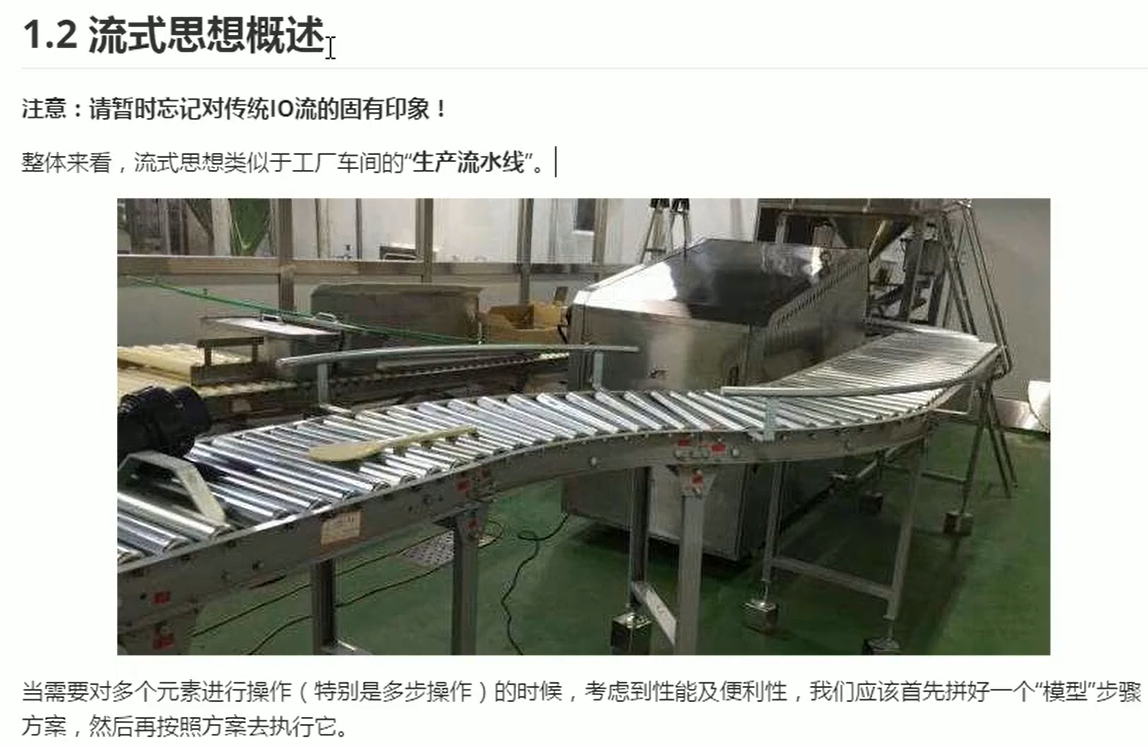 1.2 流式思想概述
注意：请暂时忘记对传统IO流的固有印象！
整体来看，流式思想类似于工厂车间的“生产流水线”。
当需要对多个元素进行操作（特别是多步操作）的时候，考虑到性能及便利性，我们应该首先拼好一个“模型”步骤
方案，然后再按照方案去执行它。